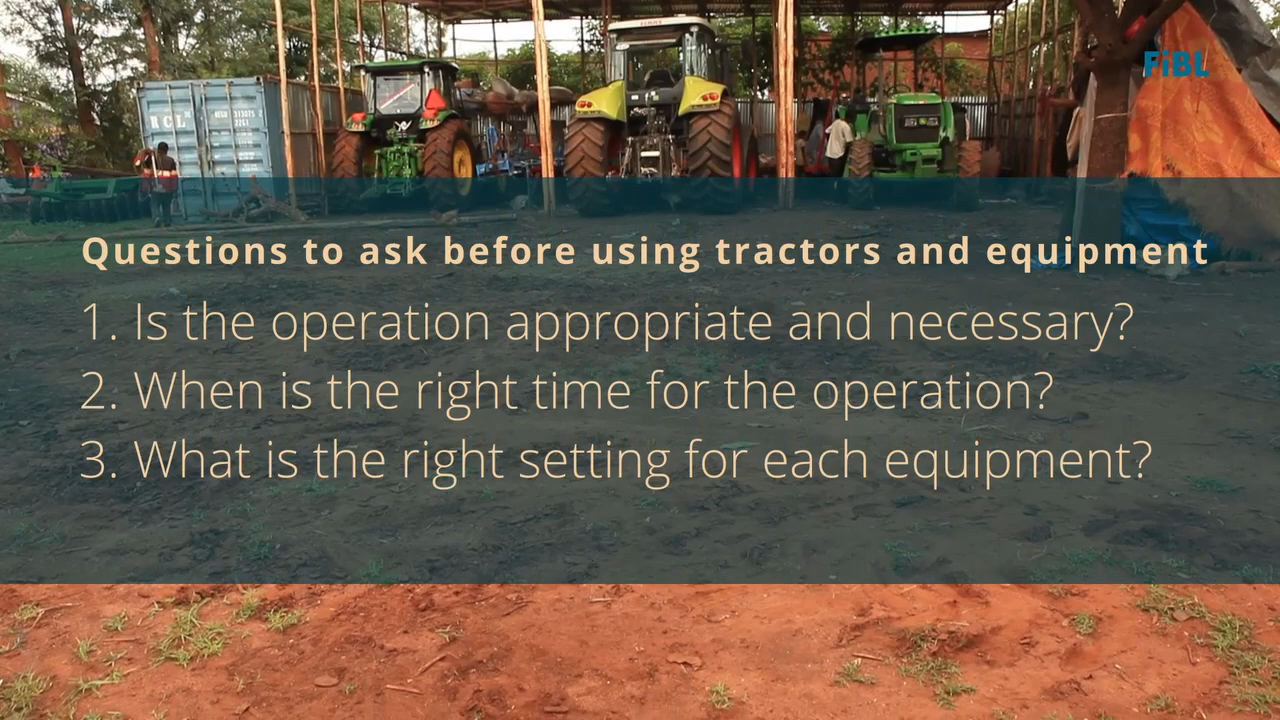 FiBL
Questions to ask before using tractors and equipment
1. Is the operation appropriate and necessary?
2. When is the right time for the operation?
3. What is the right setting for each equipment?